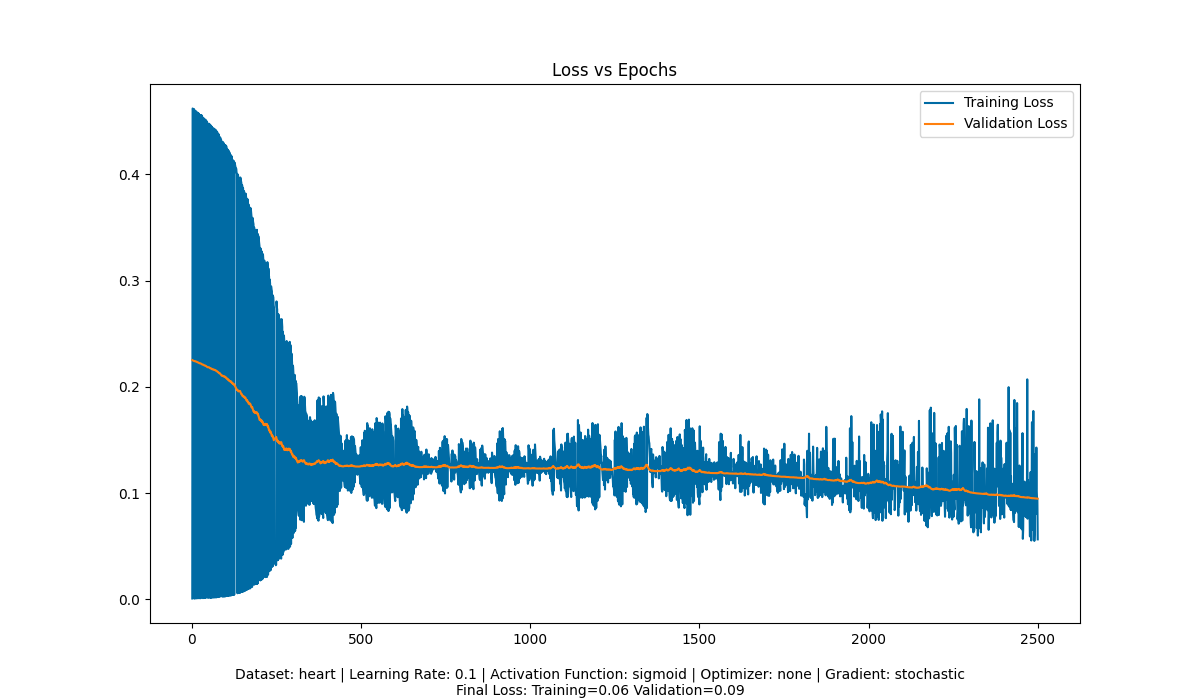 Loss vs Epochs
Training Loss
Validation Loss
0.4
0.3
0.2
0.1
0.0
0 500 1000 1500 2000 2500
Dataset: heart | Learning Rate: 0.1 | Activation Function: sigmoid | Optimizer: none | Gradient: stochastic
Final Loss: Training=0.06 Validation=0.09